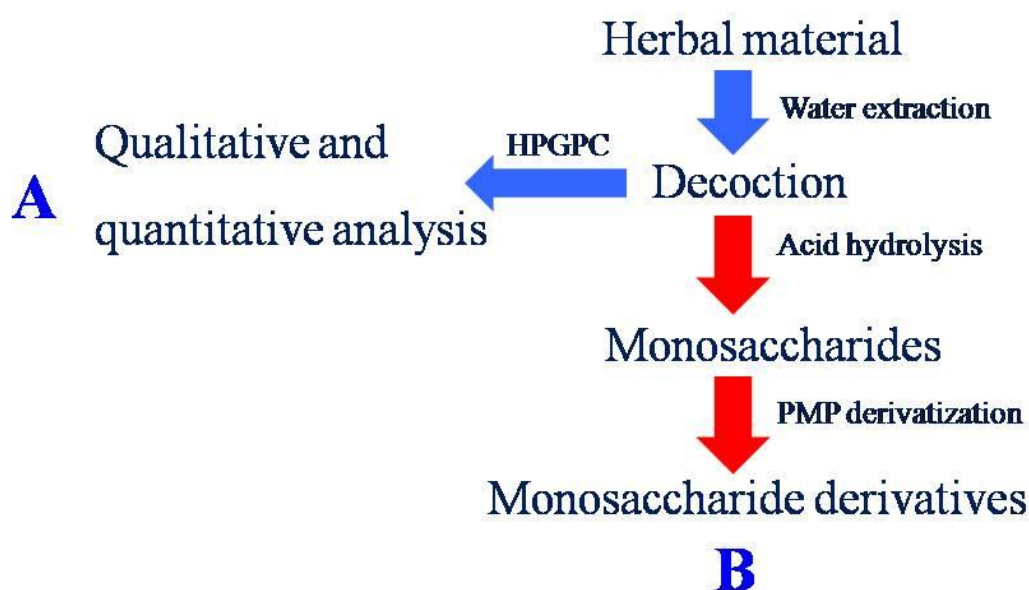 Herbal material
Water extraction
Qualitative and
HPGPC
Decoction
A
quantitative analysis
Acid hydrolysis
Monosaccharides
PMP derivatization
Monosaccharide derivatives
B